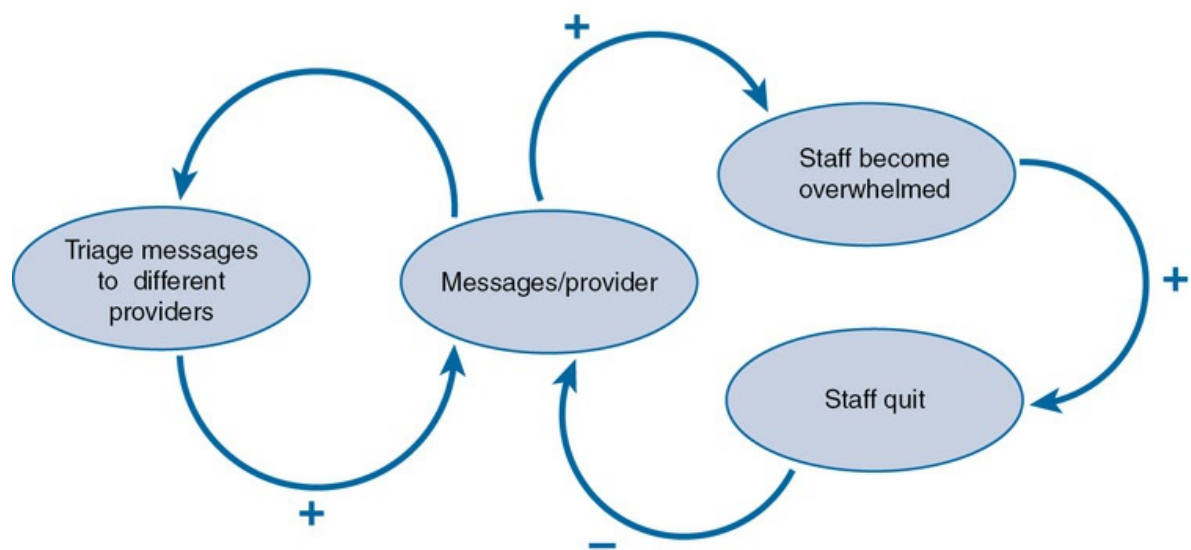 +
Staff become
overwhelmed
Triage messages
to different
providers
Messages/provider
+
Staff quit
+
−